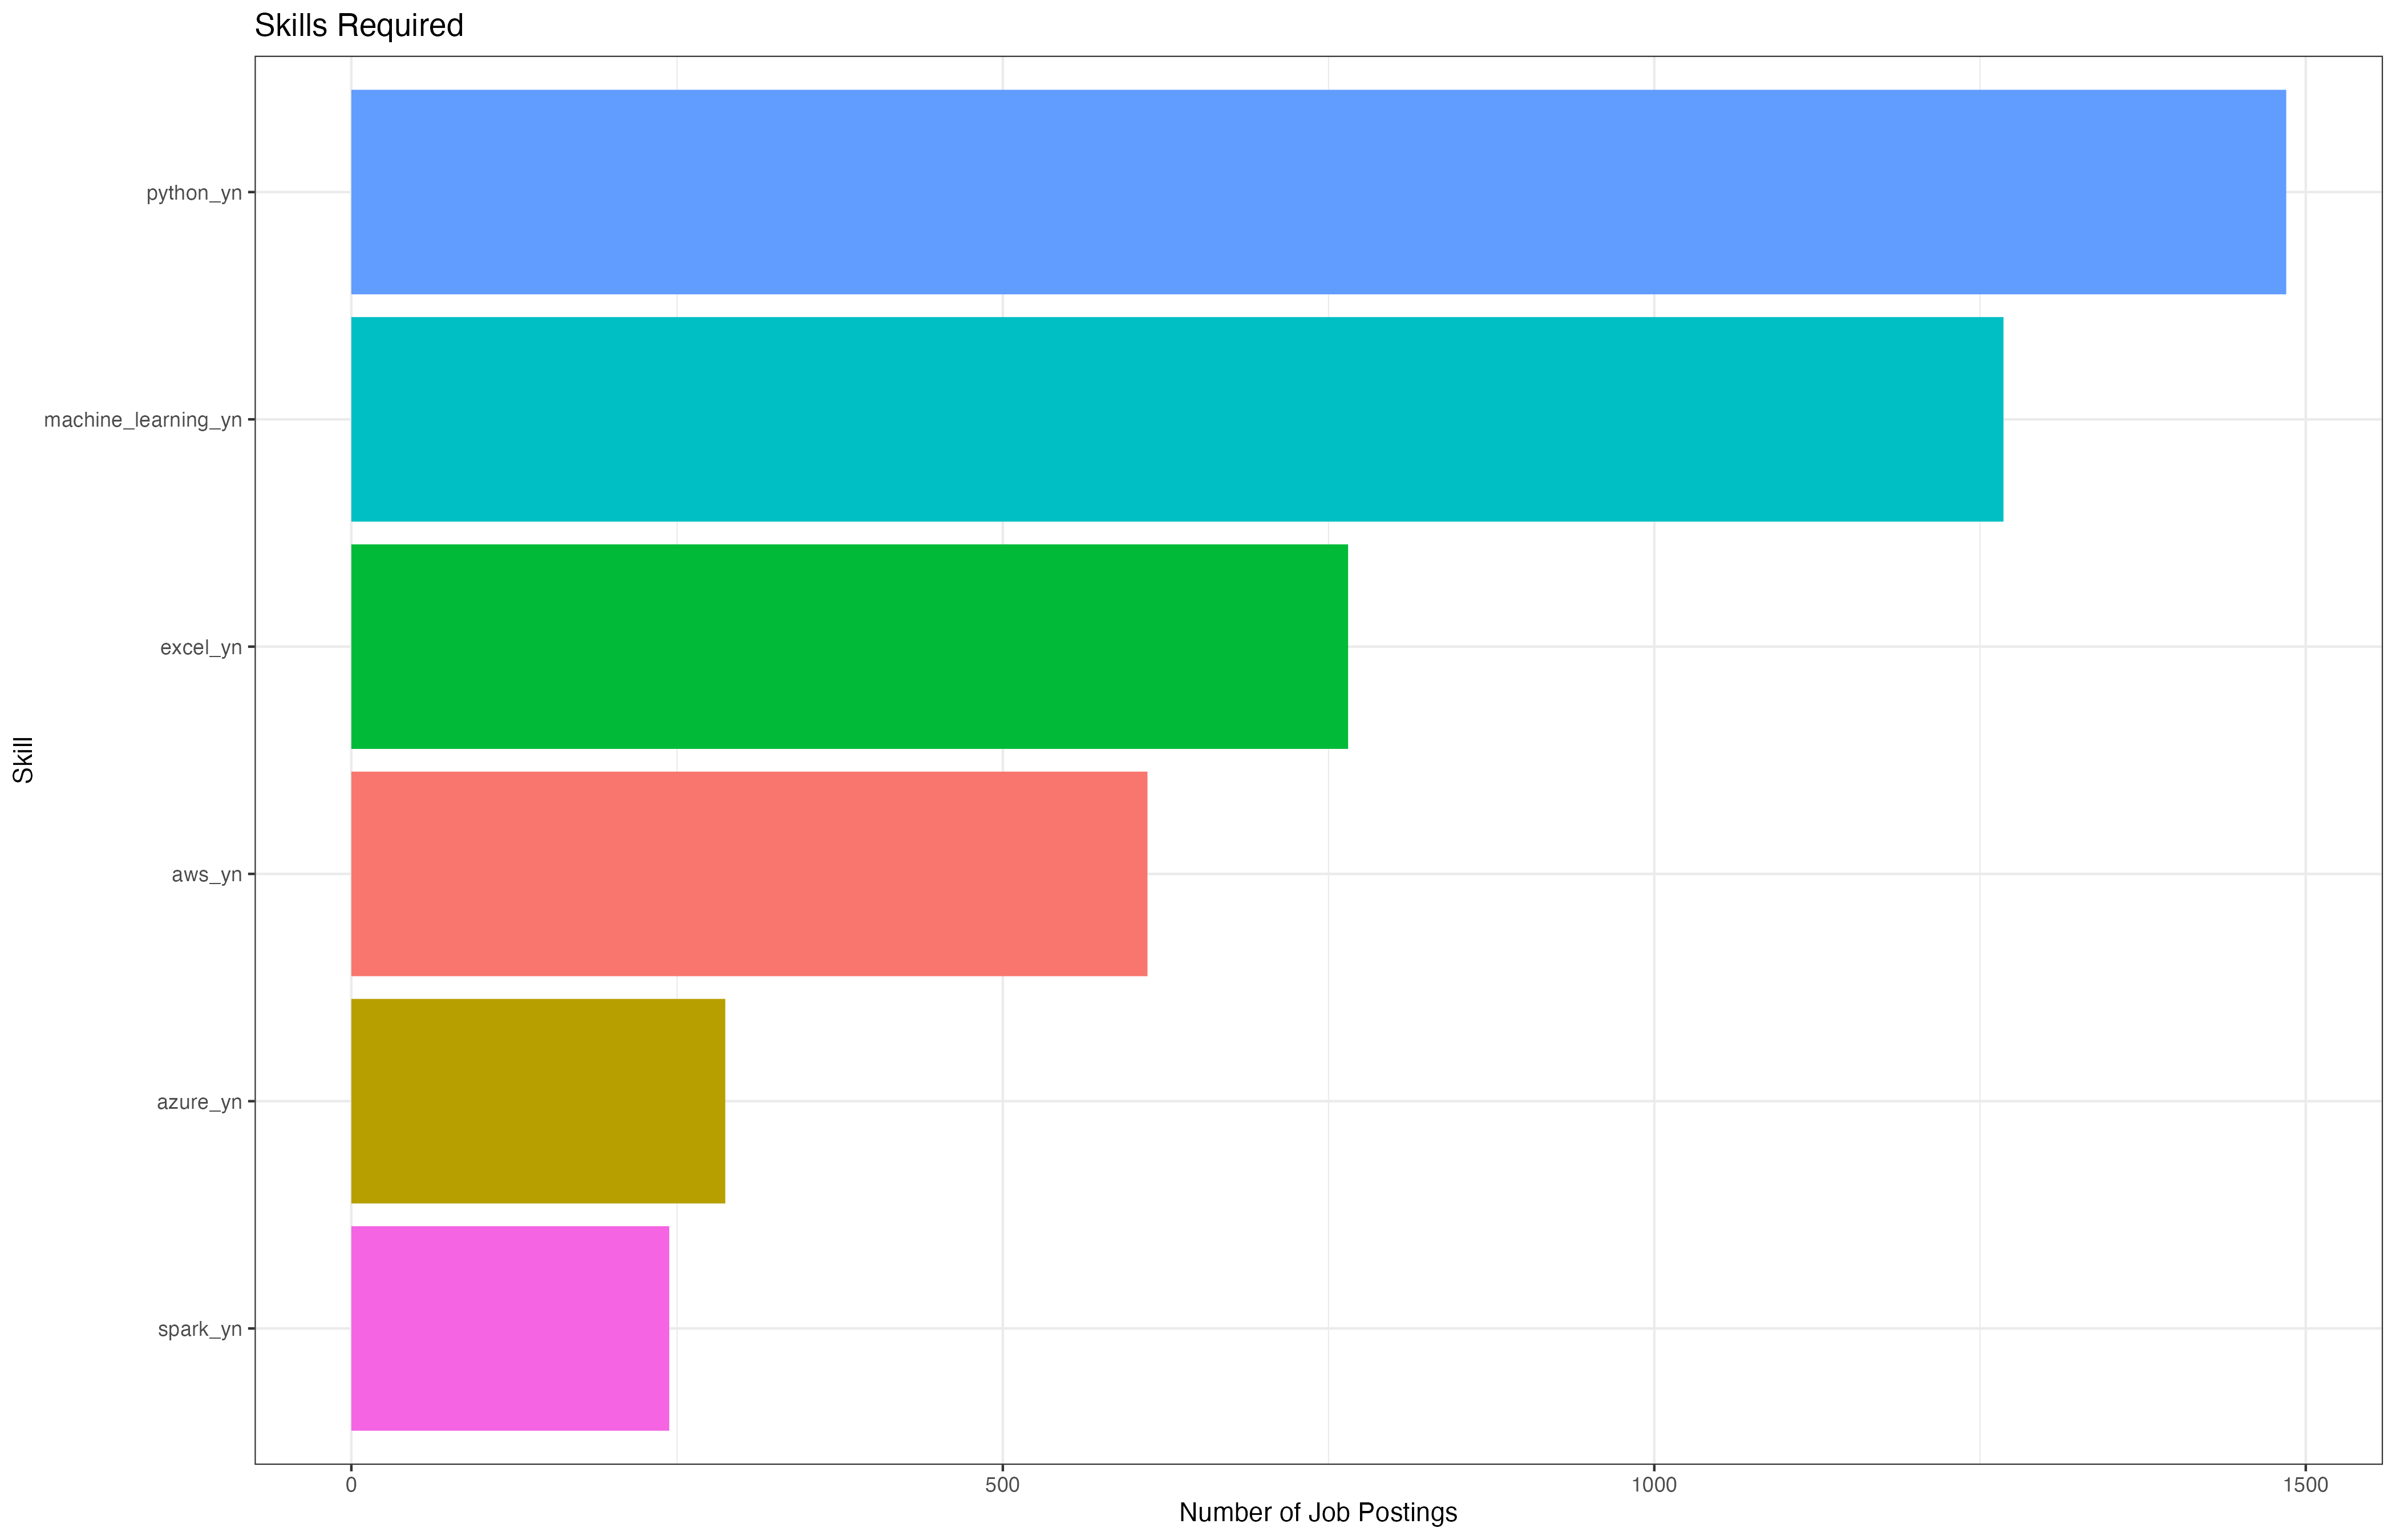 Skills Required
python_yn
machine_learning_yn
excel_yn
aws_yn
azure_yn
spark_yn
Skill
0 500 1000 1500
Number of Job Postings